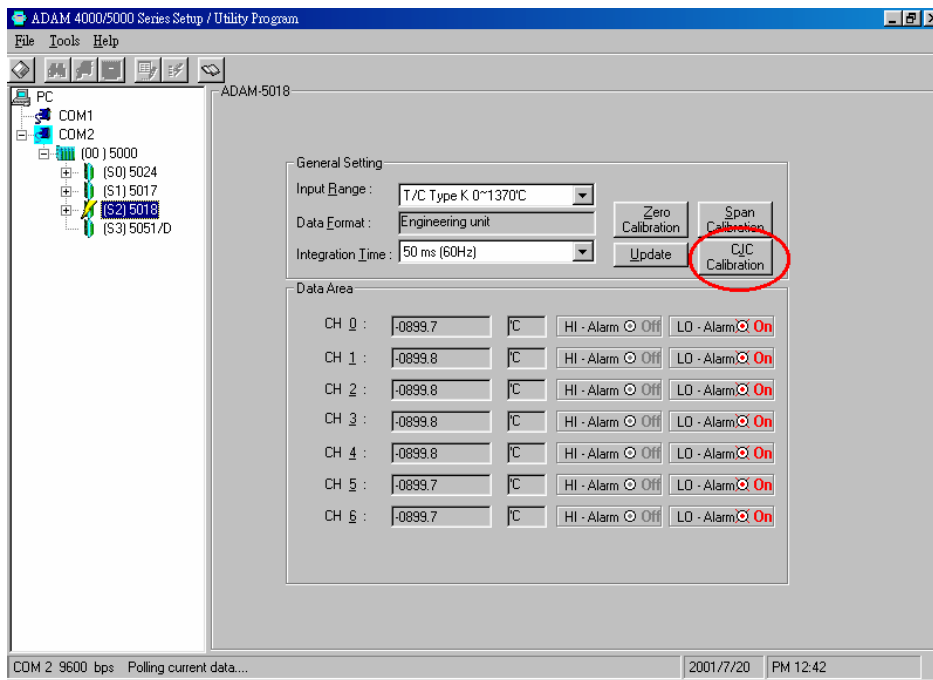 ADAM 4000/5000 Series Setup / Utility Program
File Tools Help
PC
COM1
COM2
(00 ) 5000
(S0) 5024
(S1) 5017
(S2) 5018
(S3) 5051/D
ADAM-5018
General Setting
Input Range : T/C Type K 0~1370'C
Data Format : Engineering unit
Integration Time : 50 ms (60Hz)
Zero Calibration
Span Calibration
Update
CJC Calibration
Data Area
CH 0 : -0899.7 'C HI - Alarm Off LO - Alarm On
CH 1 : -0899.8 'C HI - Alarm Off LO - Alarm On
CH 2 : -0899.8 'C HI - Alarm Off LO - Alarm On
CH 3 : -0899.8 'C HI - Alarm Off LO - Alarm On
CH 4 : -0899.8 'C HI - Alarm Off LO - Alarm On
CH 5 : -0899.7 'C HI - Alarm Off LO - Alarm On
CH 6 : -0899.7 'C HI - Alarm Off LO - Alarm On
COM 2 9600 bps Polling current data.... 2001/7/20 PM 12:42